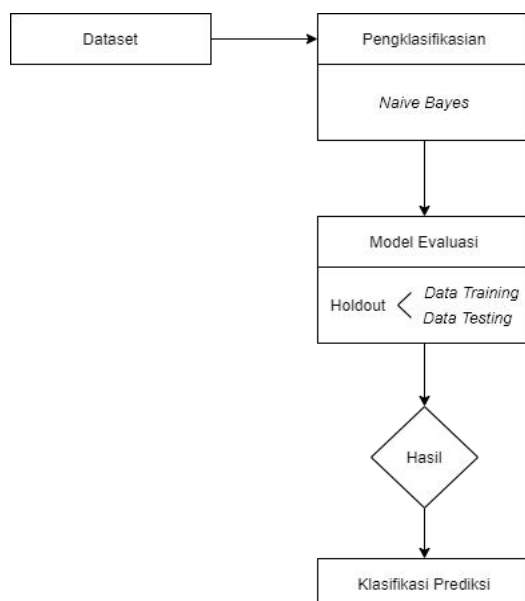 Dataset
Pengklasifikasian
Naive Bayes
Model Evaluasi
Holdout
Data Training
Data Testing
Hasil
Klasifikasi Prediksi